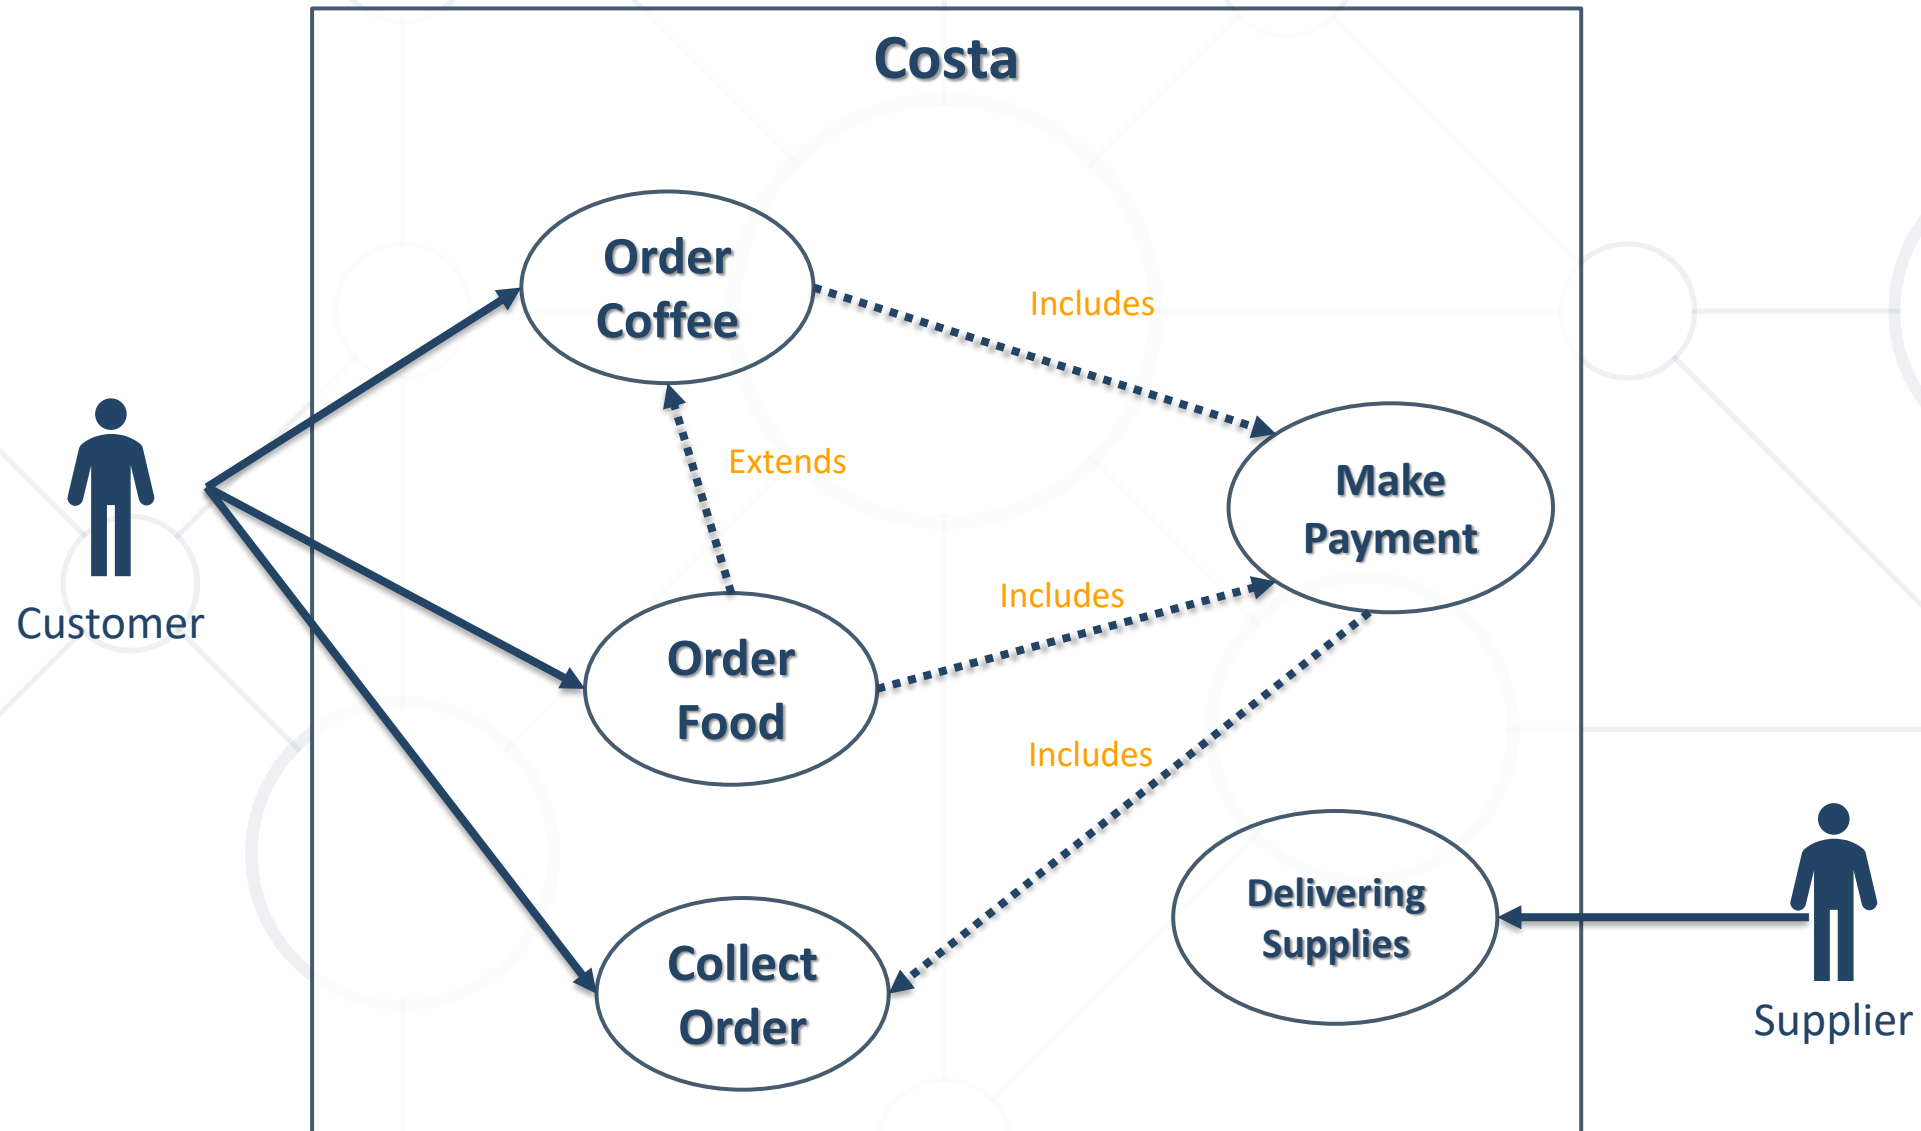 Costa
Order
Coffee
Includes
Extends
Make
Payment
Customer
Includes
Order
Food
Includes
Delivering
Supplies
Collect
Order
Supplier